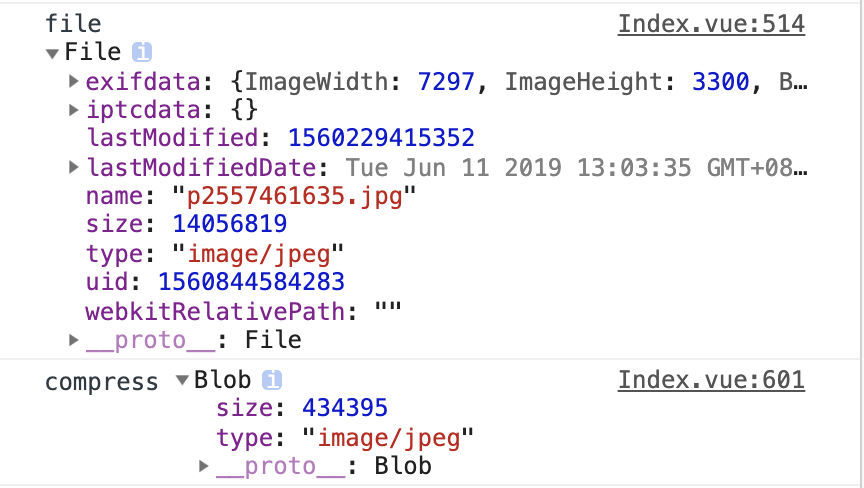 file Index.vue:514
▼File i
▶exifdata: {ImageWidth: 7297, ImageHeight: 3300, B…
▶iptcdata: {}
lastModified: 1560229415352
▶lastModifiedDate: Tue Jun 11 2019 13:03:35 GMT+08…
name: "p2557461635.jpg"
size: 14056819
type: "image/jpeg"
uid: 1560844584283
webkitRelativePath: ""
▶__proto__: File
compress ▼Blob i Index.vue:601
size: 434395
type: "image/jpeg"
▶__proto__: Blob